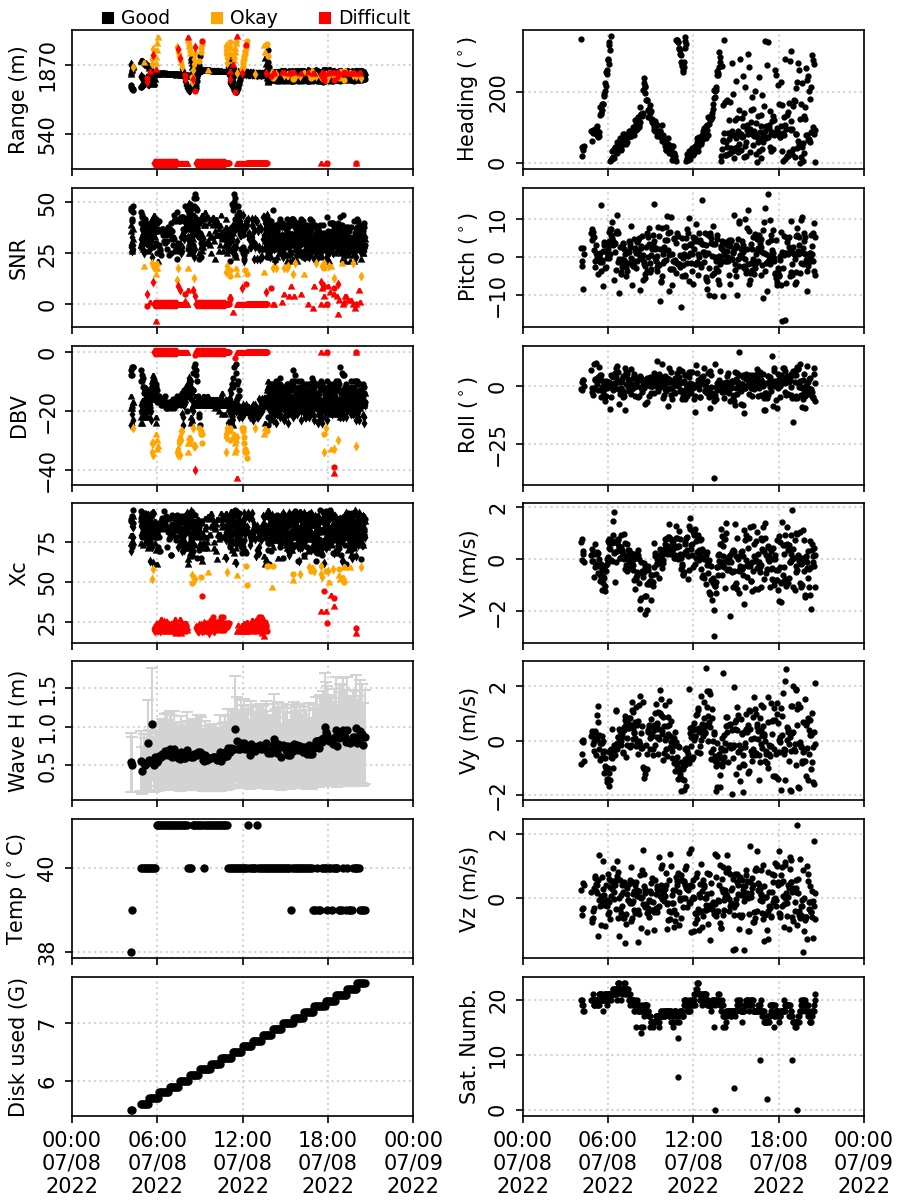 Good Okay Difficult
Range (m)
1870
540
Heading (°)
200
0
SNR
50
25
0
Pitch (°)
10
0
−10
DBV
0
−20
−40
Roll (°)
0
−25
Xc
75
50
25
Vx (m/s)
2
0
−2
Wave H (m)
1.5
1.0
0.5
Vy (m/s)
2
0
−2
Temp (°C)
40
38
Vz (m/s)
2
0
Disk used (G)
7
6
Sat. Numb.
20
10
0
00:00 06:00 12:00 18:00 00:00
07/08 07/08 07/08 07/08 07/09
2022 2022 2022 2022 2022
00:00 06:00 12:00 18:00 00:00
07/08 07/08 07/08 07/08 07/09
2022 2022 2022 2022 2022